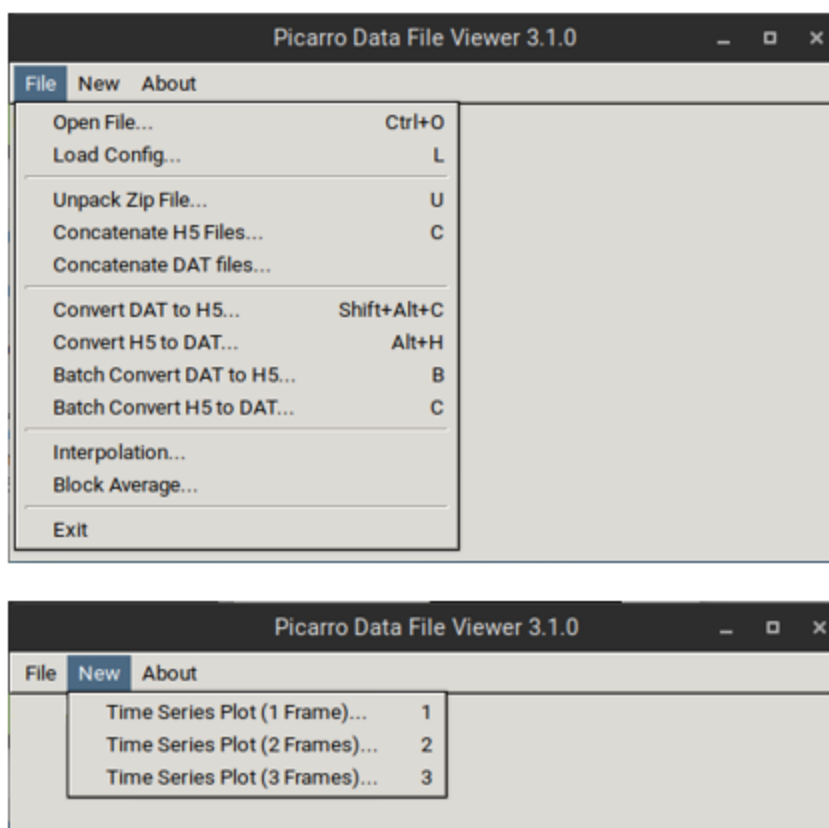 Picarro Data File Viewer 3.1.0
File New About
Open File... Ctrl+O
Load Config... L
Unpack Zip File... U
Concatenate H5 Files... C
Concatenate DAT files...
Convert DAT to H5... Shift+Alt+C
Convert H5 to DAT... Alt+H
Batch Convert DAT to H5... B
Batch Convert H5 to DAT... C
Interpolation...
Block Average...
Exit
Picarro Data File Viewer 3.1.0
File New About
Time Series Plot (1 Frame)... 1
Time Series Plot (2 Frames)... 2
Time Series Plot (3 Frames)... 3